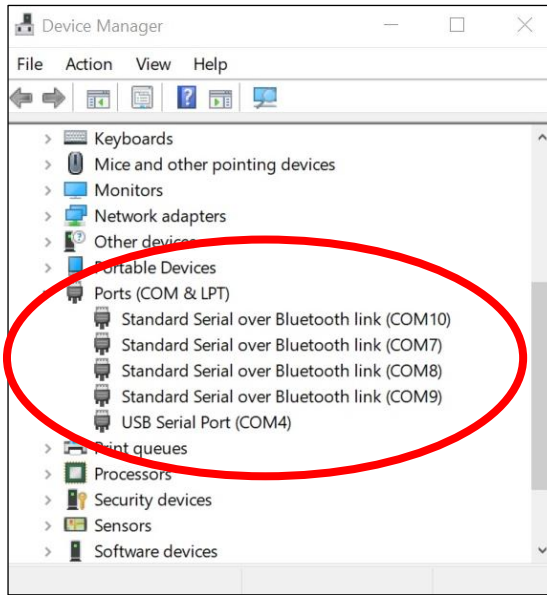 Device Manager
File Action View Help
Keyboards
Mice and other pointing devices
Monitors
Network adapters
Other devices
Portable Devices
Ports (COM & LPT)
Standard Serial over Bluetooth link (COM10)
Standard Serial over Bluetooth link (COM7)
Standard Serial over Bluetooth link (COM8)
Standard Serial over Bluetooth link (COM9)
USB Serial Port (COM4)
Print queues
Processors
Security devices
Sensors
Software devices